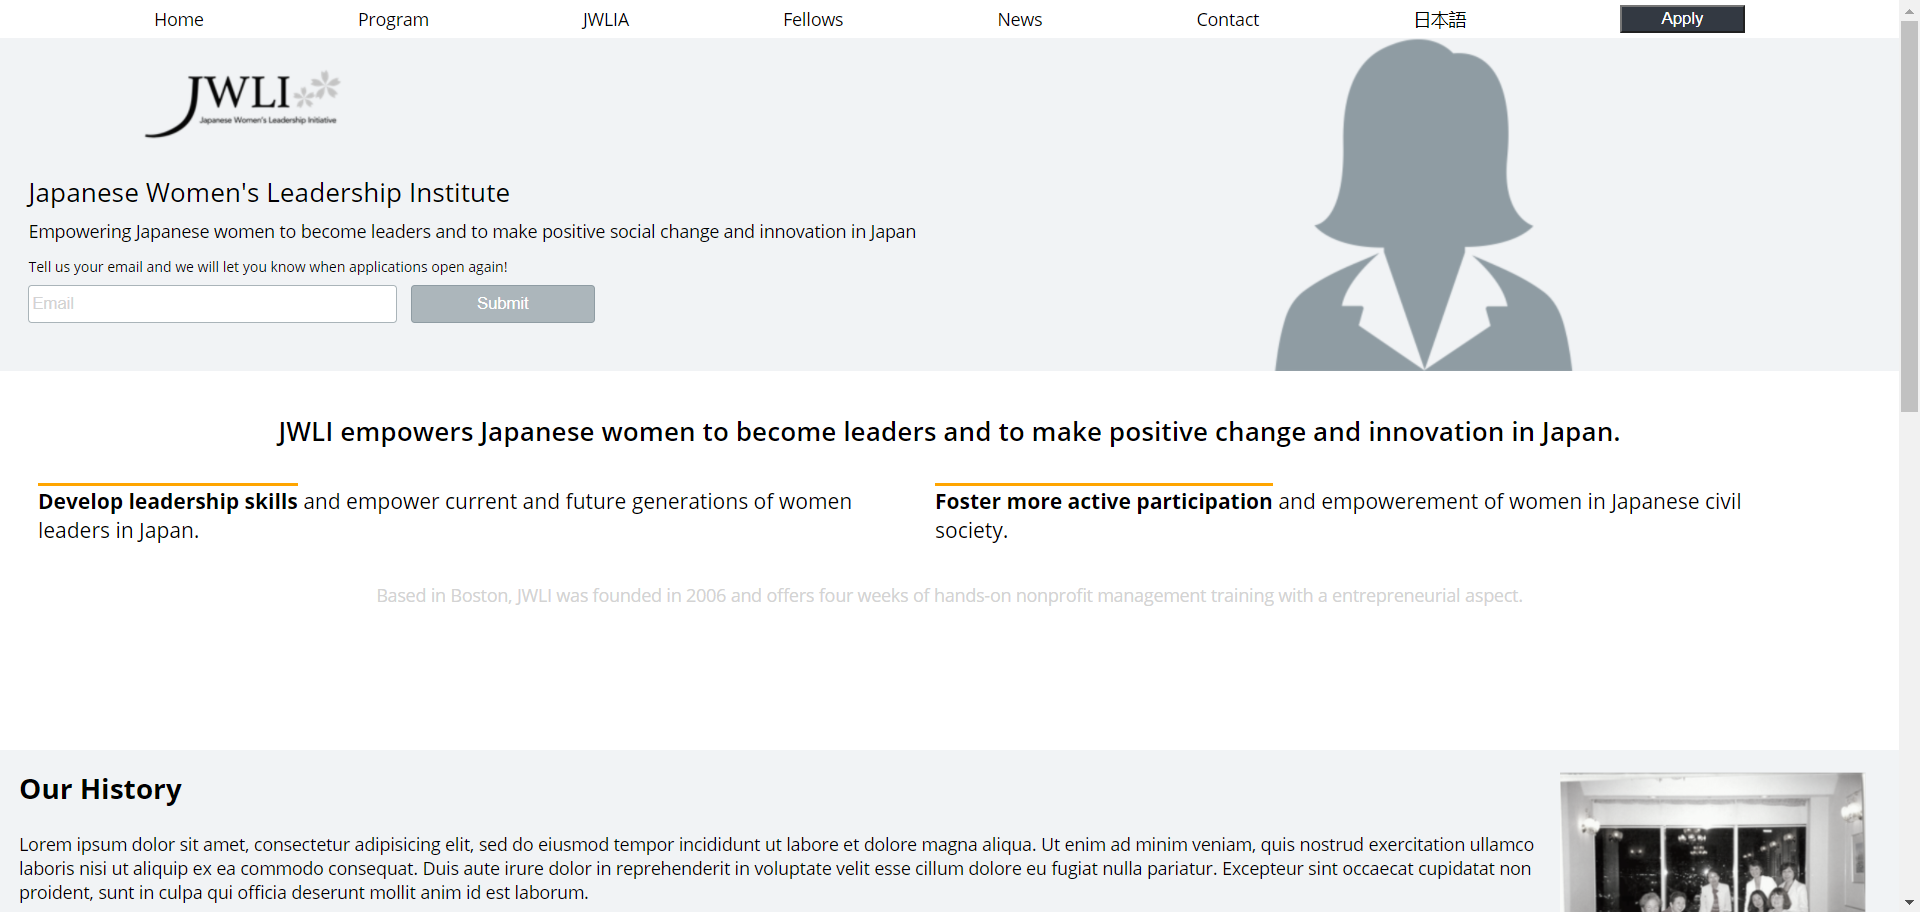 Home Program JWLIA Fellows News Contact 日本語 Apply
JWLI
Japanese Women's Leadership Initiative
Japanese Women's Leadership Institute
Empowering Japanese women to become leaders and to make positive social change and innovation in Japan
Tell us your email and we will let you know when applications open again!
Email Submit
JWLI empowers Japanese women to become leaders and to make positive change and innovation in Japan.
Develop leadership skills and empower current and future generations of women
leaders in Japan.
Foster more active participation and empowerement of women in Japanese civil
society.
Based in Boston, JWLI was founded in 2006 and offers four weeks of hands-on nonprofit management training with a entrepreneurial aspect.
Our History
Lorem ipsum dolor sit amet, consectetur adipisicing elit, sed do eiusmod tempor incididunt ut labore et dolore magna aliqua. Ut enim ad minim veniam, quis nostrud exercitation ullamco
laboris nisi ut aliquip ex ea commodo consequat. Duis aute irure dolor in reprehenderit in voluptate velit esse cillum dolore eu fugiat nulla pariatur. Excepteur sint occaecat cupidatat non
proident, sunt in culpa qui officia deserunt mollit anim id est laborum.